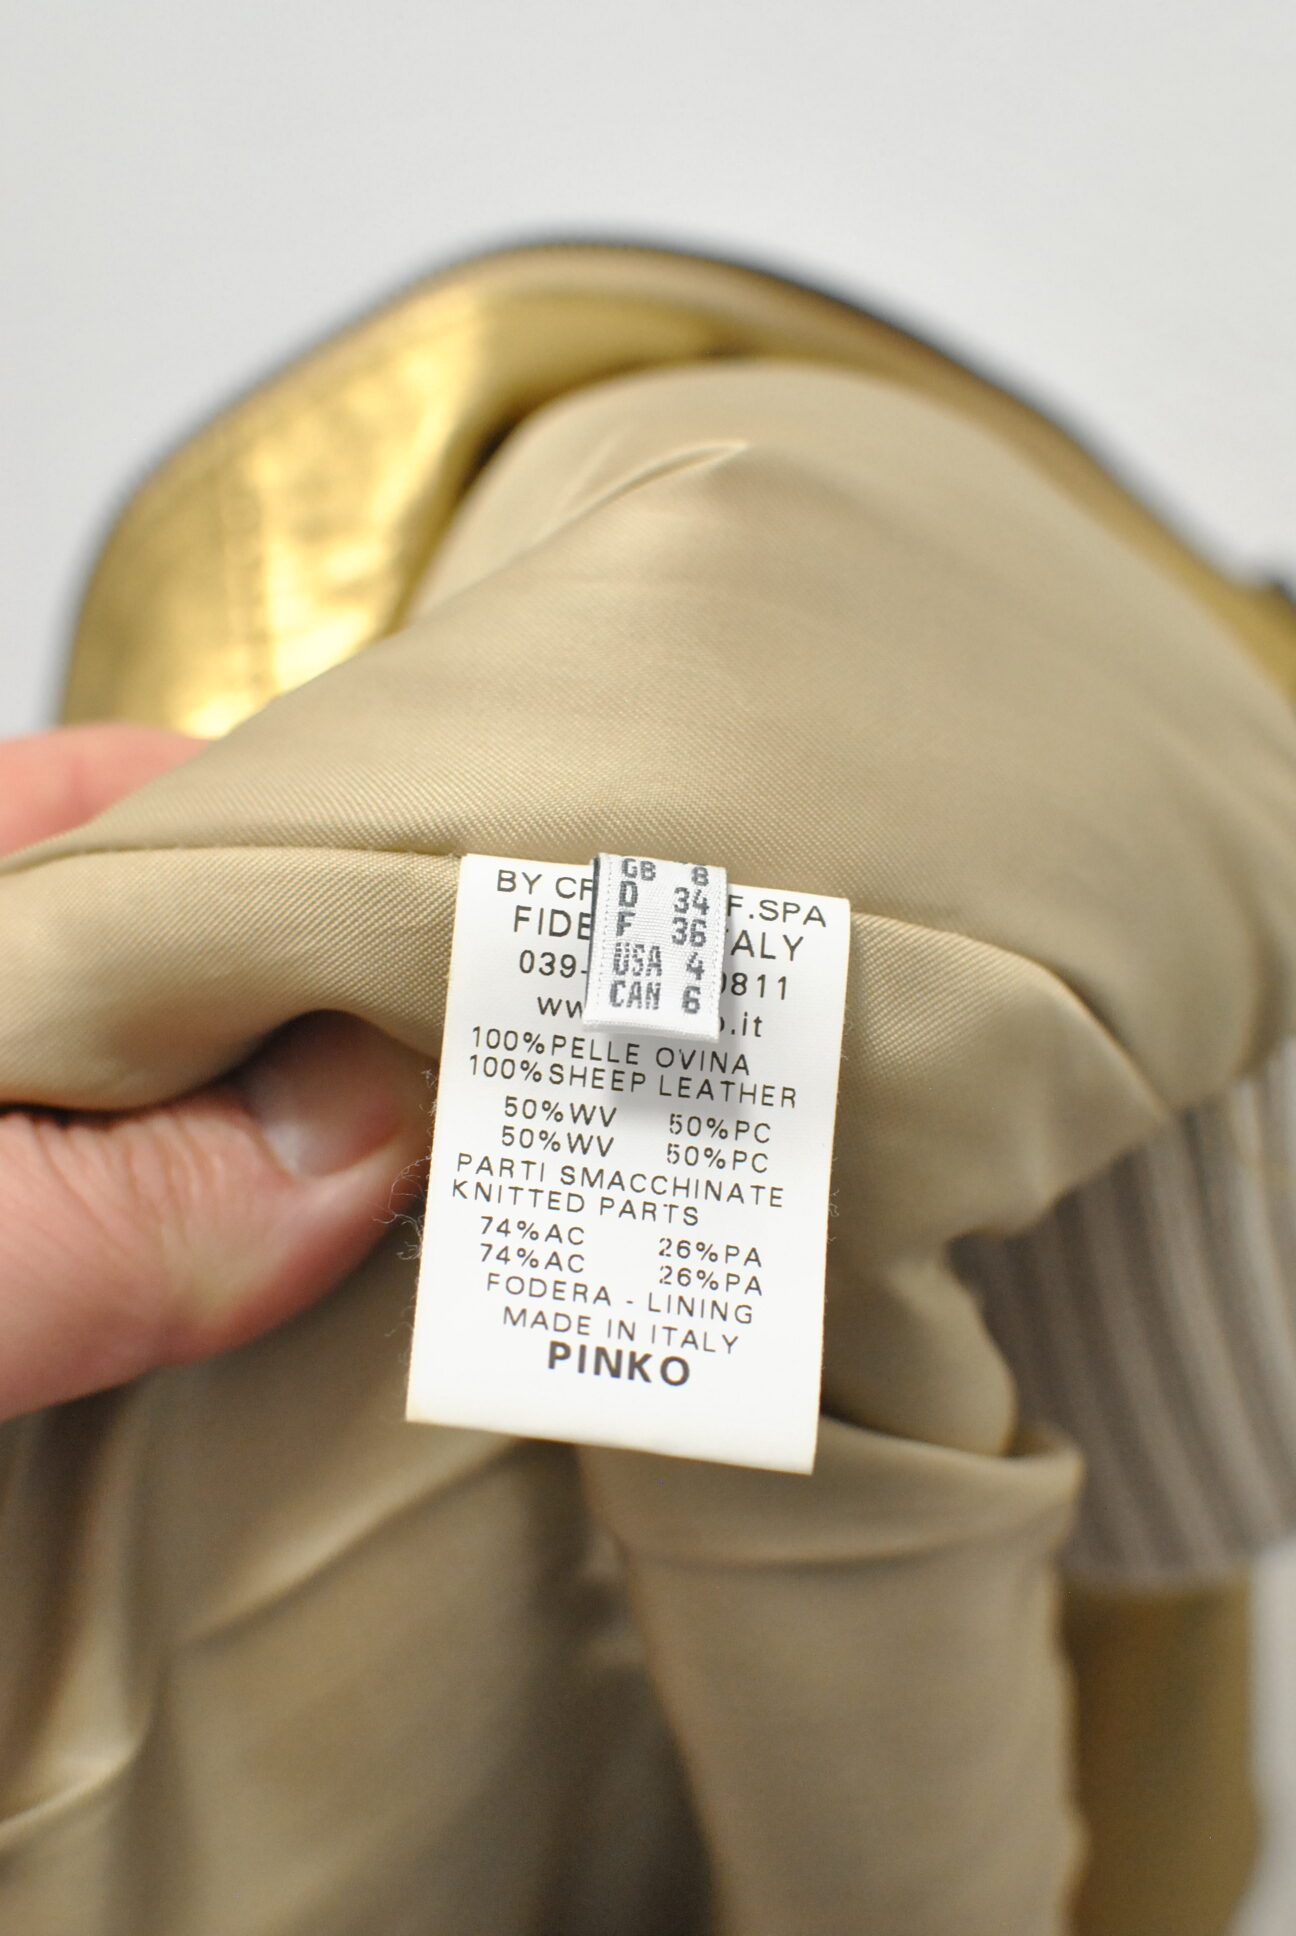 GB 8
D 34
F 36
USA 4
CAN 6
BY F.SPA
039-
100%PELLE OVINA
100%SHEEP LEATHER
50%WV 50%PC
50%WV 50%PC
PARTI SMACCHINATE
KNITTED PARTS
74%AC 26%PA
74%AC 26%PA
FODERA - LINING
MADE IN ITALY
PINKO